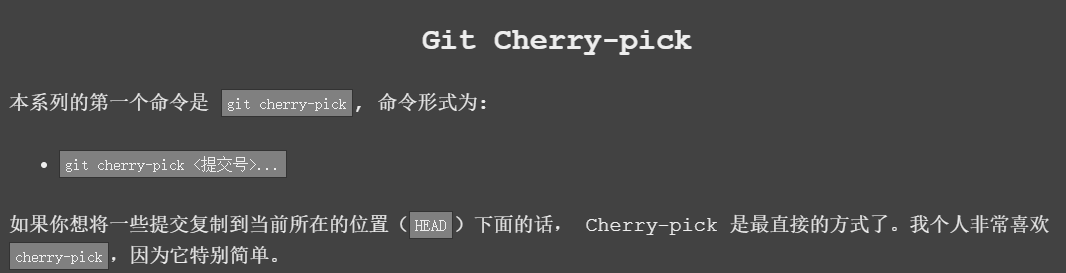 Git Cherry-pick
本系列的第一个命令是 git cherry-pick, 命令形式为:
• git cherry-pick <提交号>...
如果你想将一些提交复制到当前所在的位置（HEAD）下面的话， Cherry-pick 是最直接的方式了。我个人非常喜欢
cherry-pick，因为它特别简单。